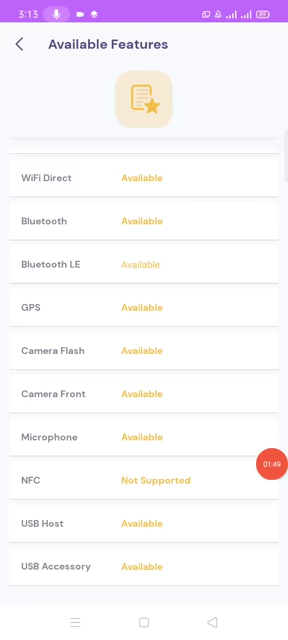 3:13
Available Features
WiFi Direct Available
Bluetooth Available
Bluetooth LE Available
GPS Available
Camera Flash Available
Camera Front Available
Microphone Available
01:49
NFC Not Supported
USB Host Available
USB Accessory Available